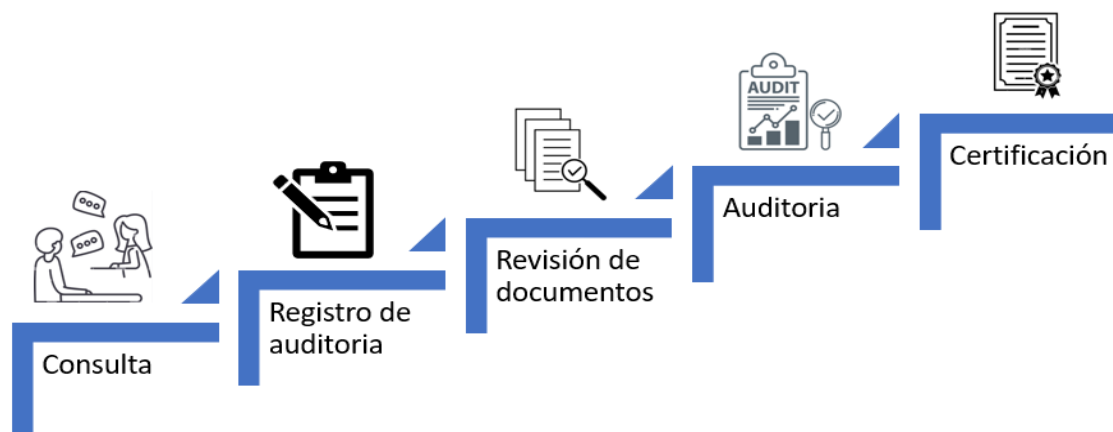 Consulta
Registro de
auditoria
Revisión de
documentos
AUDIT
Auditoria
Certificación